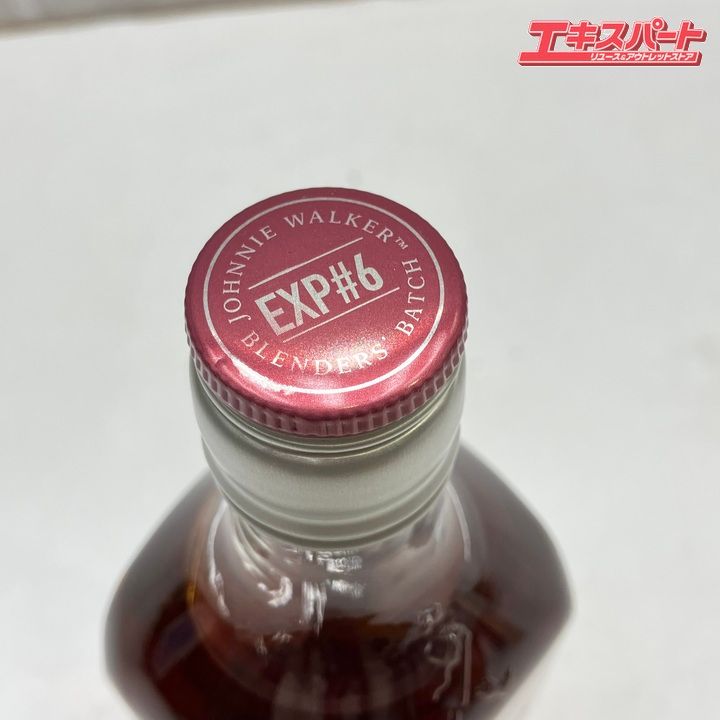 エキスパート
リユース&アウトレットストア
JOHNNIE WALKER™
EXP#6
BLENDERS' BATCH